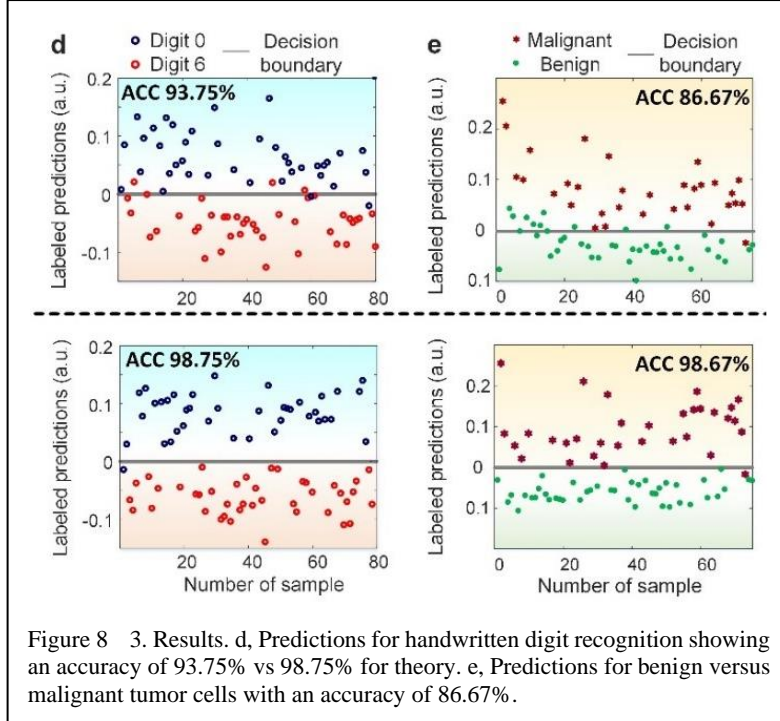 d
Digit 0
Digit 6
Decision
boundary
e
Malignant
Benign
Decision
boundary
Labeled predictions (a.u.)
0.2
0.1
0
-0.1
ACC 93.75%
20
40
60
80
Labeled predictions (a.u.)
0.2
0.1
0
0.1
ACC 86.67%
0
20
40
60
Labeled predictions (a.u.)
0.2
0.1
0
-0.1
ACC 98.75%
20
40
60
80
Number of sample
Labeled predictions (a.u.)
0.2
0.1
0
0.1
ACC 98.67%
0
20
40
60
Number of sample
Figure 8 3. Results. d, Predictions for handwritten digit recognition showing
an accuracy of 93.75% vs 98.75% for theory. e, Predictions for benign versus
malignant tumor cells with an accuracy of 86.67%.